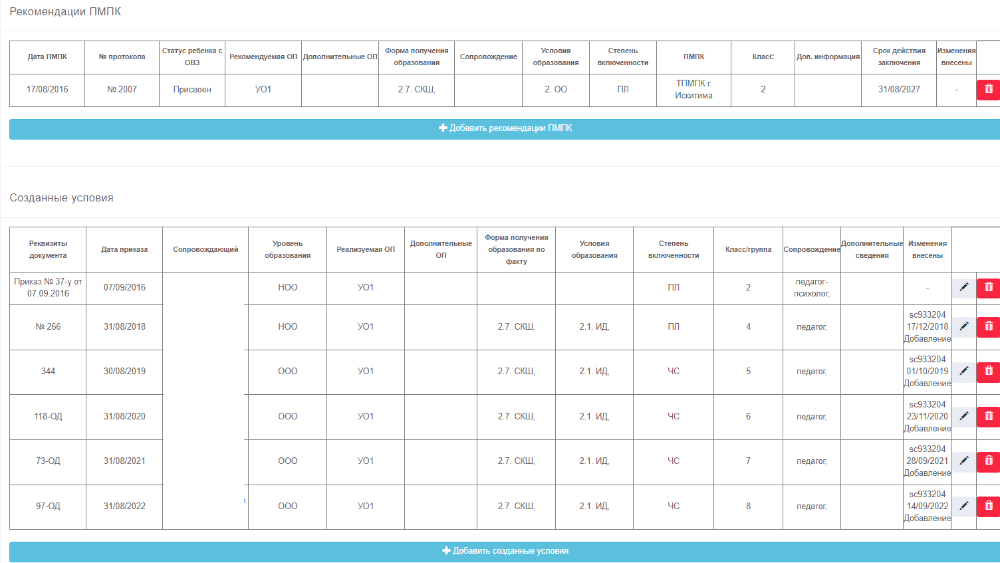 Рекомендации ПМПК
Дата ПМПК
№ протокола
Статус ребенка с
ОВЗ
Рекомендуемая ОП
Дополнительные ОП
Форма получения
образования
Сопровождение
Условия
образования
Степень
включенности
ПМПК
КласС
Доп. информация
Срок действия
заключения
Изменения
внесены
17/08/2016
№ 2007
Присвоен
УО1
2.7. СКШ,
2. ОО
ПЛ
ТПМПК г.
Искитима
2
31/08/2027
-
Добавить рекомендации ПМПК
Созданные условия
Реквизиты
документа
Дата приказа
Сопровождающий
Уровень
образования
Реализуемая ОП
Дополнительные
ОП
Форма получения
образования по
факту
Условия
образования
Степень
включенности
Класс/группа
Сопровождение
Дополнительные
сведения
Изменения
внесены
Приказ № 37-у от
07.09.2016
07/09/2016
НОО
УО1
ПЛ
2
педагог-
психолог,
-
№ 266
31/08/2018
НОО
УО1
2.7. СКШ,
2.1. ИД,
ПЛ
4
педагог,
sc933204
17/12/2018
Добавление
344
30/08/2019
ООО
УО1
2.7. СКШ,
2.1. ИД,
ЧС
5
педагог,
sc933204
01/10/2019
Добавление
118-ОД
31/08/2020
ООО
УО1
2.7. СКШ,
2.1. ИД,
ЧС
6
педагог,
sc933204
23/11/2020
Добавление
73-ОД
31/08/2021
ООО
УО1
2.7. СКШ,
2.1. ИД,
ЧС
7
педагог,
sc933204
28/09/2021
Добавление
97-ОД
31/08/2022
ООО
УО1
2.7. СКШ,
2.1. ИД,
ЧС
8
педагог,
sc933204
14/09/2022
Добавление
Добавить созданные условия